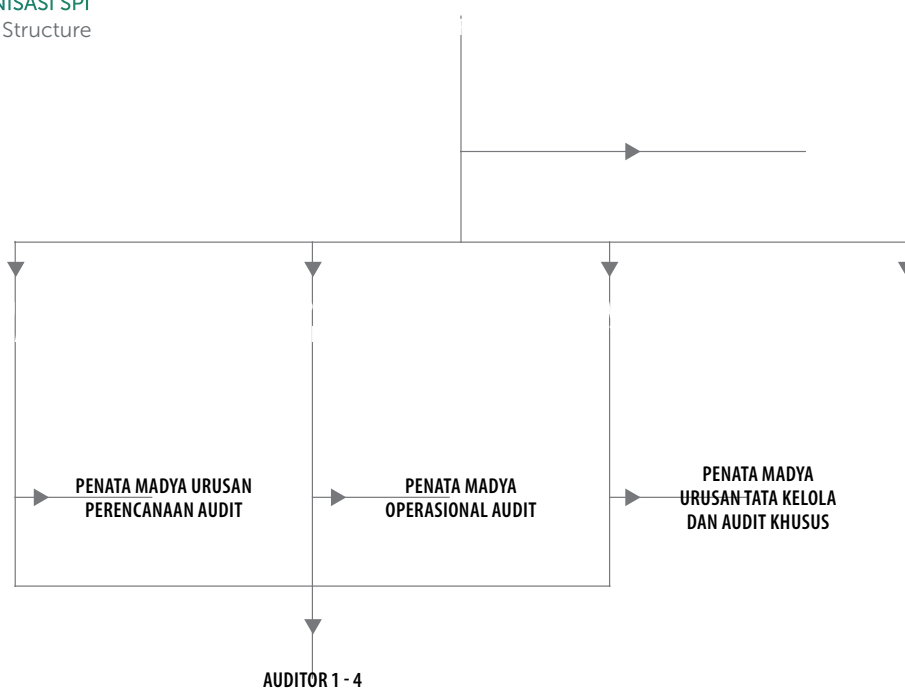 NISASI SPI
Structure
PENATA MADYA URUSAN
PERENCANAAN AUDIT
PENATA MADYA
OPERASIONAL AUDIT
PENATA MADYA
URUSAN TATA KELOLA
DAN AUDIT KHUSUS
AUDITOR 1 - 4